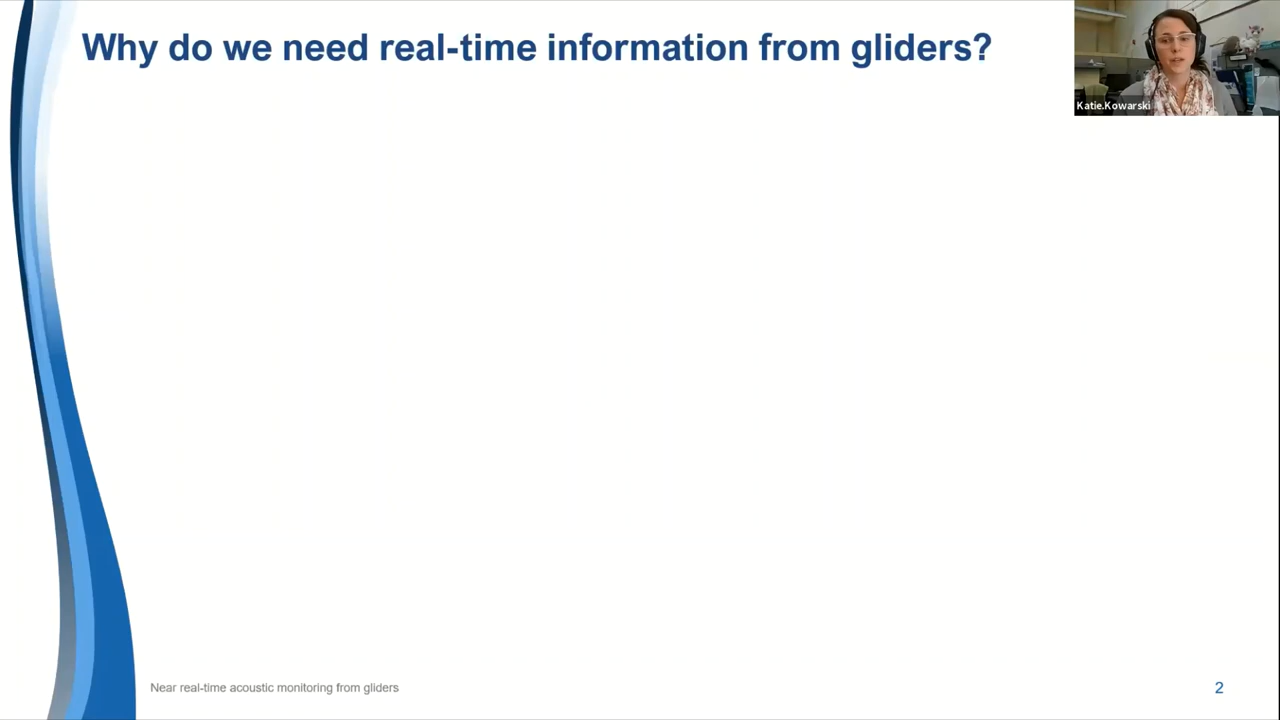 Why do we need real-time information from gliders?
Katie.Kowarski
Near real-time acoustic monitoring from gliders
2